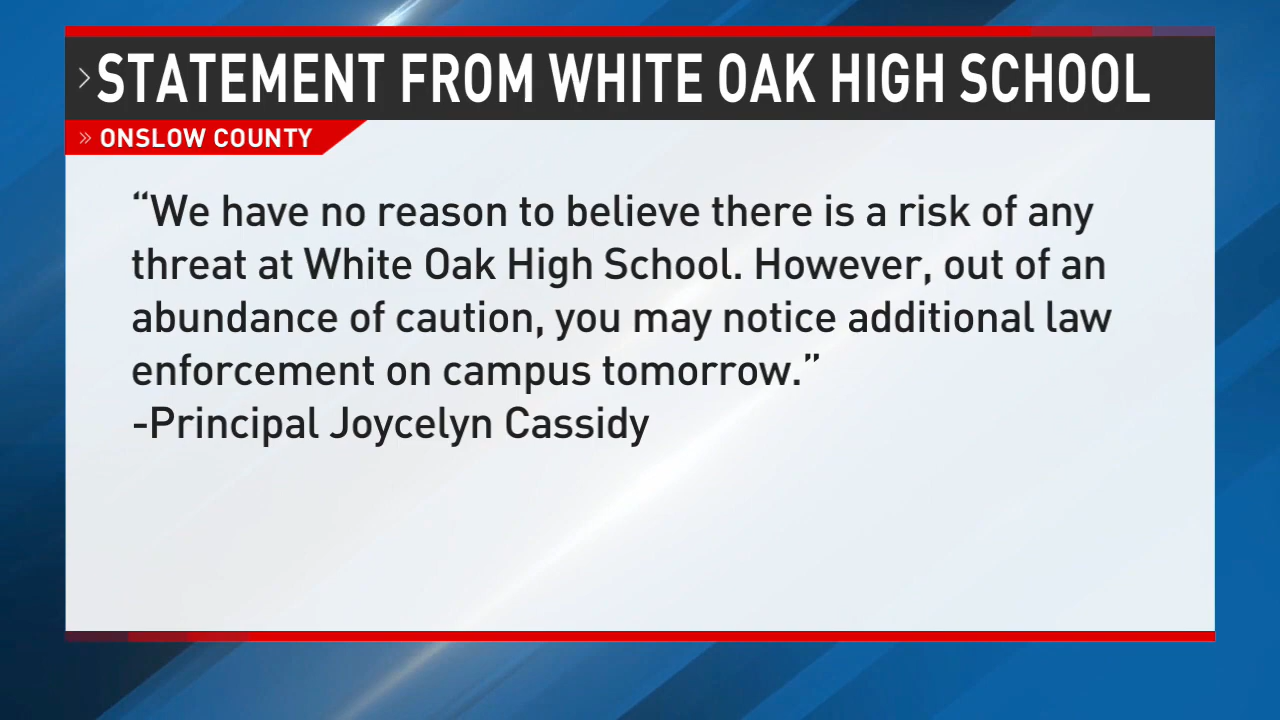 STATEMENT FROM WHITE OAK HIGH SCHOOL
ONSLOW COUNTY
“We have no reason to believe there is a risk of any
threat at White Oak High School. However, out of an
abundance of caution, you may notice additional law
enforcement on campus tomorrow.”
-Principal Joycelyn Cassidy